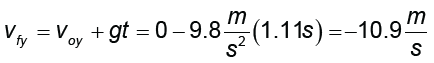 v_fy = v_oy + gt = 0 − 9.8 m/s² (1.11s) = −10.9 m/s